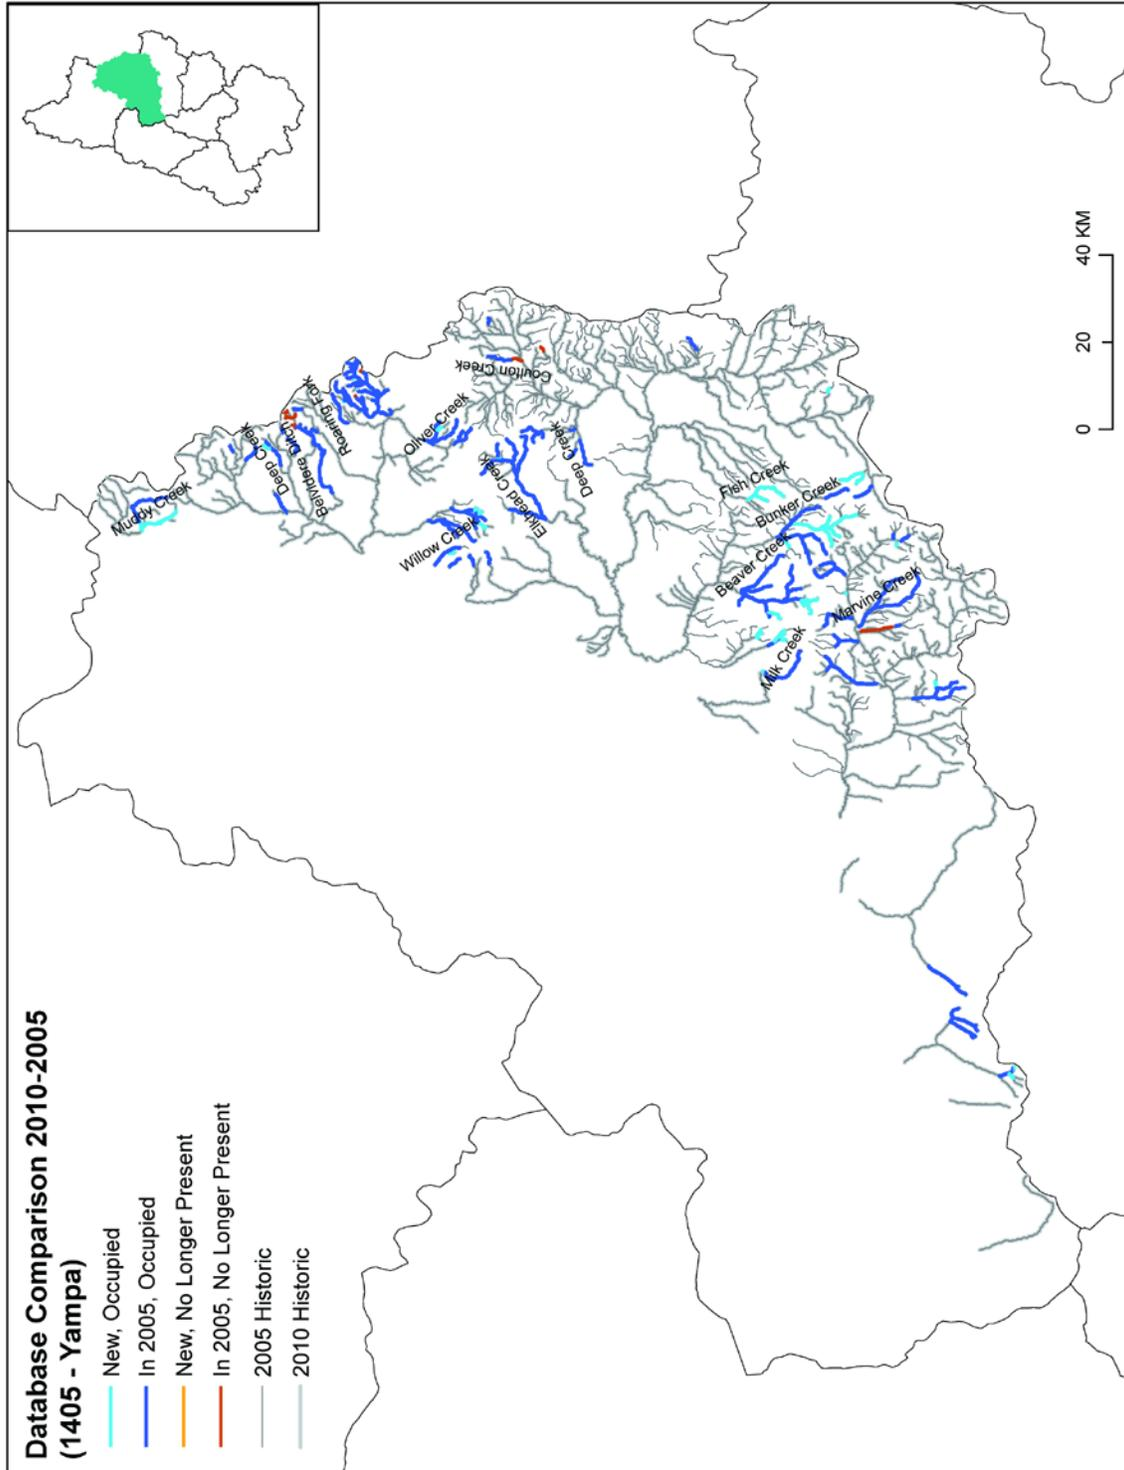 Database Comparison 2010-2005
(1405 - Yampa)
New, Occupied
In 2005, Occupied
New, No Longer Present
In 2005, No Longer Present
2005 Historic
2010 Historic
Muddy Creek
Deep Creek
Belvidere Ditch
Roaring Fork
Willow Creek
Oliver Creek
Coulton Creek
Elkhead Creek
Deep Creek
Fish Creek
Bunker Creek
Beaver Creek
Milk Creek
Marvine Creek
0 20 40 KM